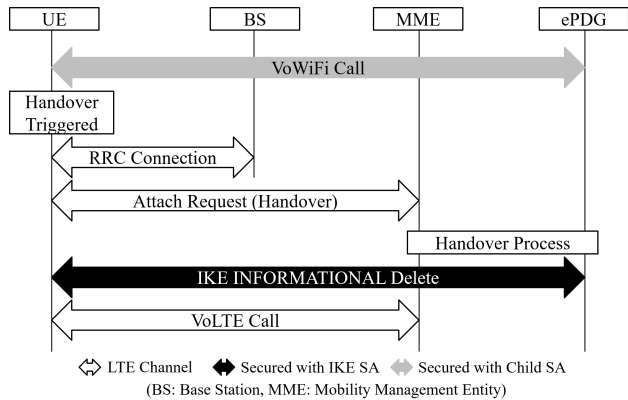 UE BS MME ePDG
VoWiFi Call
Handover
Triggered
RRC Connection
Attach Request (Handover)
Handover Process
IKE INFORMATIONAL Delete
VoLTE Call
LTE Channel Secured with IKE SA Secured with Child SA
(BS: Base Station, MME: Mobility Management Entity)